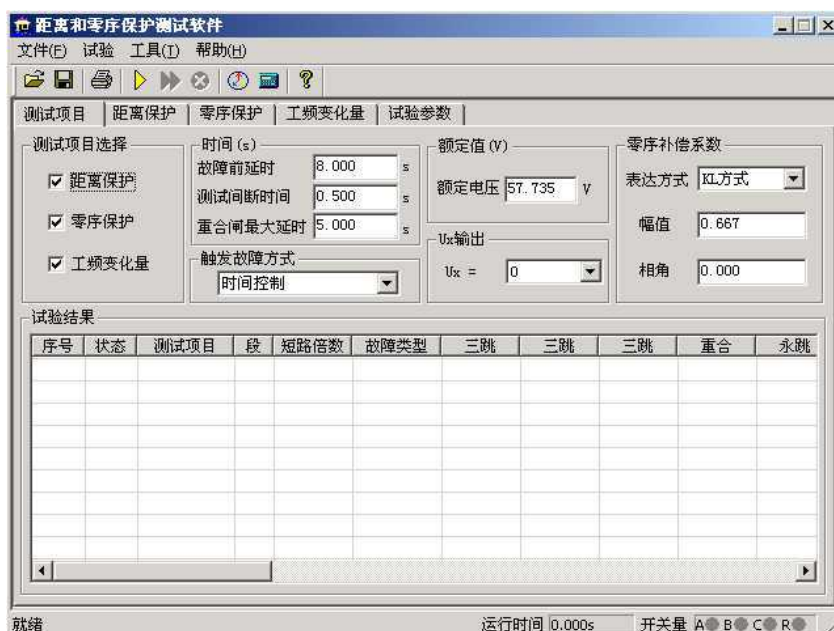 距离和零序保护测试软件
文件(F) 试验 工具(T) 帮助(H)
测试项目 距离保护 零序保护 工频变化量 试验参数
测试项目选择
距离保护
零序保护
工频变化量
时间(s)
故障前延时 8.000 s
测试间断时间 0.500 s
重合闸最大延时 5.000 s
触发故障方式
时间控制
额定值(V)
额定电压 57.735 V
Ux输出
Ux = 0
零序补偿系数
表达方式 KL方式
幅值 0.667
相角 0.000
试验结果
序号 状态 测试项目 段 短路倍数 故障类型 三跳 三跳 三跳 重合 永跳
就绪 运行时间 0.000s 开关量 A B C R